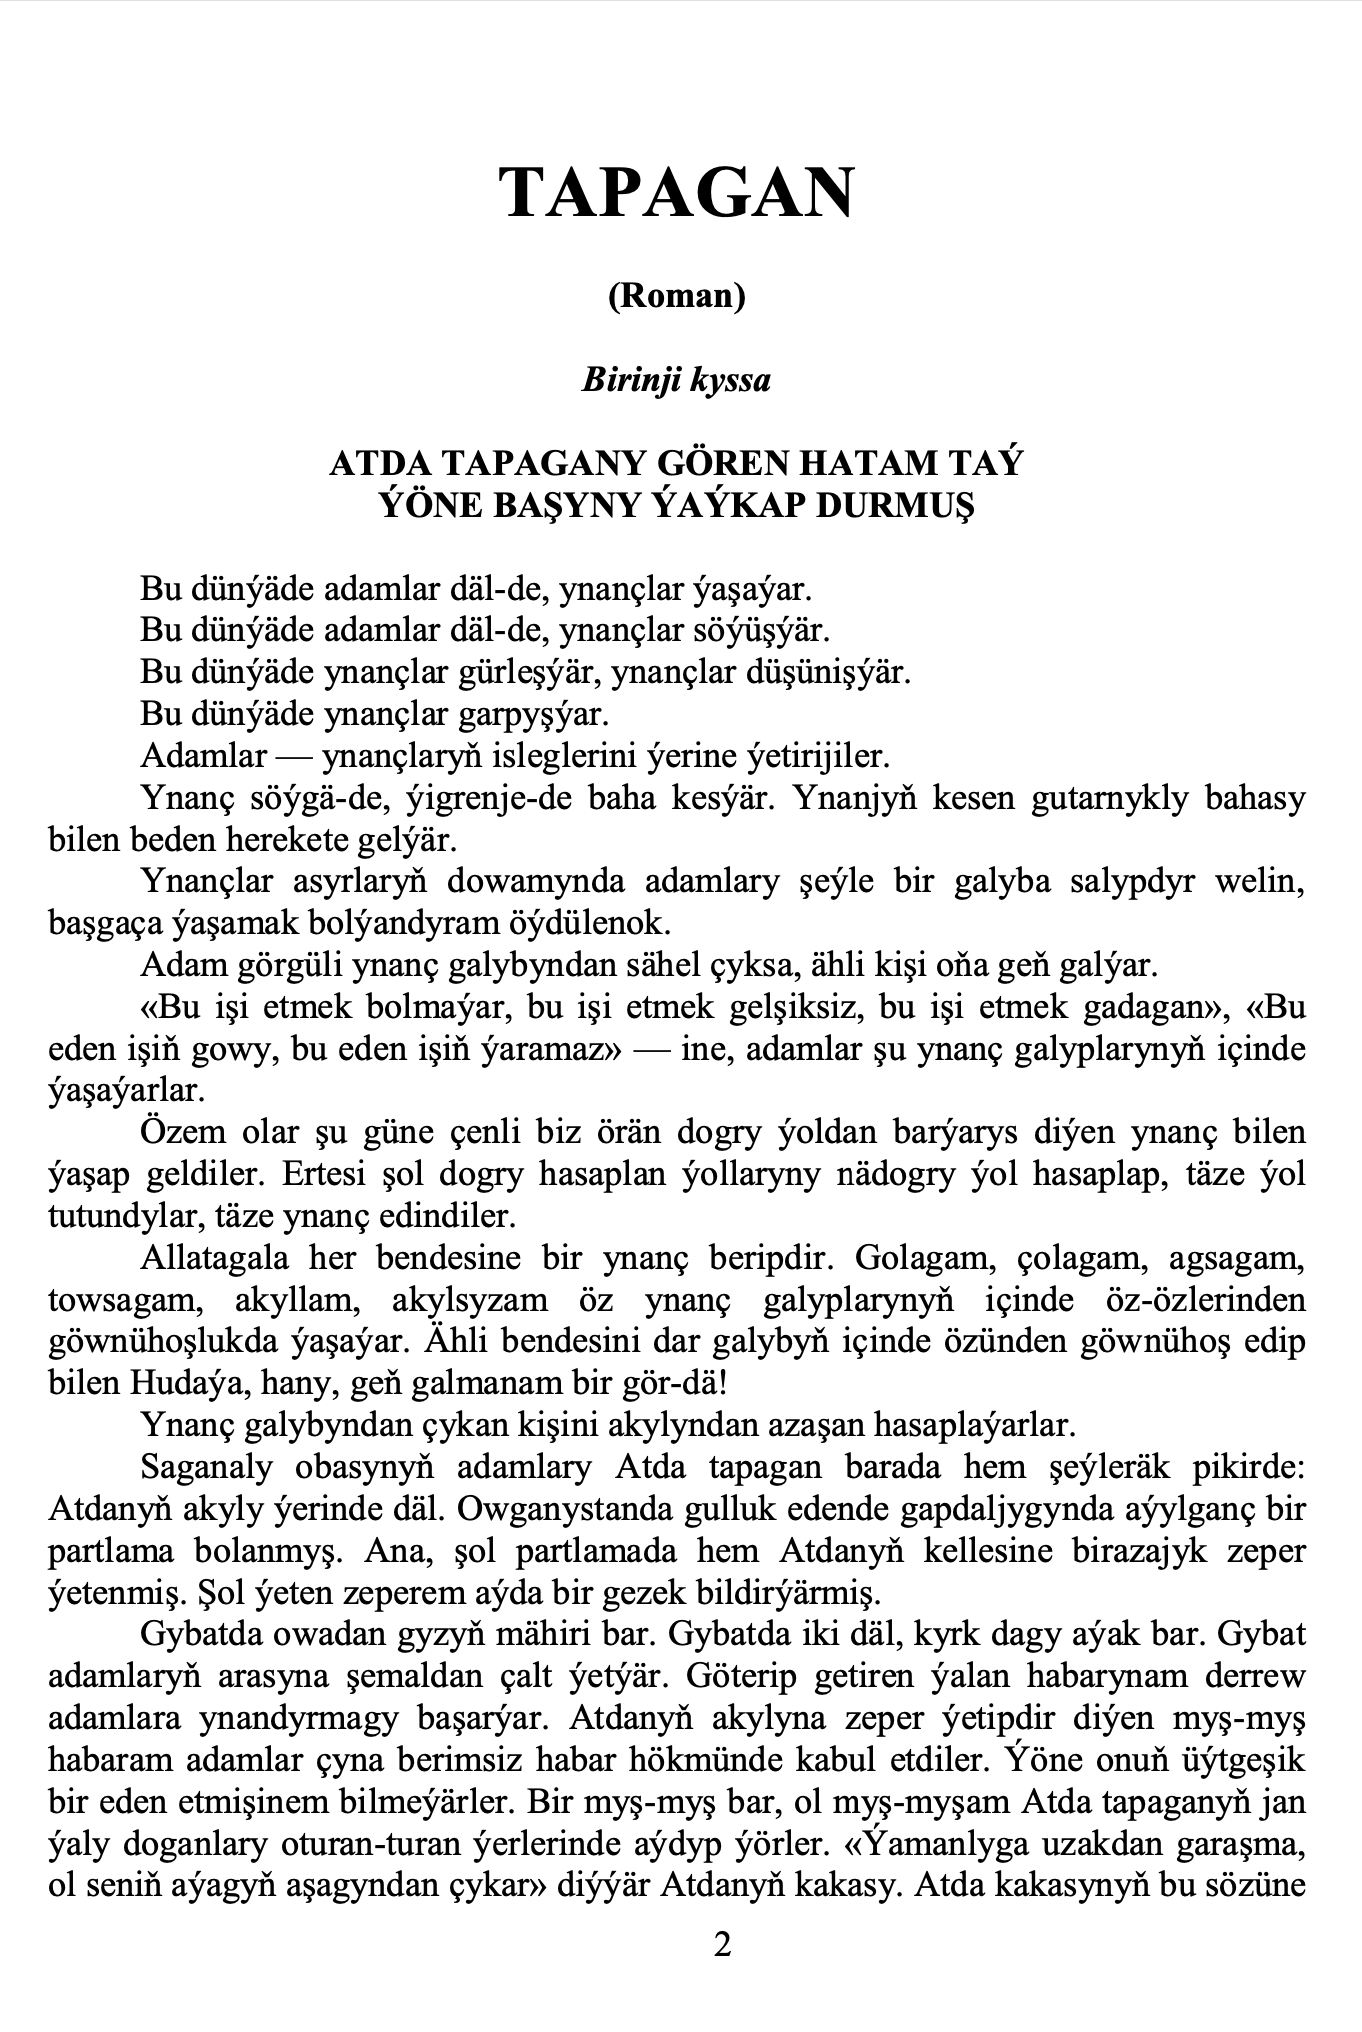 TAPAGAN
(Roman)
Birinji kyssa
ATDA TAPAGANY GÖREN HATAM TAÝ
ÝÖNE BAŞYNY ÝAÝKAP DURMUŞ
Bu dünýäde adamlar däl-de, ynançlar ýaşaýar.
Bu dünýäde adamlar däl-de, ynançlar söýüşýär.
Bu dünýäde ynançlar gürleşýär, ynançlar düşünişýär.
Bu dünýäde ynançlar garpyşýar.
Adamlar — ynançlaryň isleglerini ýerine ýetirijiler.
Ynanç söýgä-de, ýigrenje-de baha kesýär. Ynanjyň kesen gutarnykly bahasy
bilen beden herekete gelýär.
Ynançlar asyrlaryň dowamynda adamlary şeýle bir galyba salypdyr welin,
başgaça ýaşamak bolýandyram öýdülenok.
Adam görgüli ynanç galybyndan sähel çyksa, ähli kişi oňa geň galýar.
«Bu işi etmek bolmaýar, bu işi etmek gelşiksiz, bu işi etmek gadagan», «Bu
eden işiň gowy, bu eden işiň ýaramaz» — ine, adamlar şu ynanç galyplarynyň içinde
ýaşaýarlar.
Özem olar şu güne çenli biz örän dogry ýoldan barýarys diýen ynanç bilen
ýaşap geldiler. Ertesi şol dogry hasaplan ýollaryny nädogry ýol hasaplap, täze ýol
tutundylar, täze ynanç edindiler.
Allatagala her bendesine bir ynanç beripdir. Golagam, çolagam, agsagam,
towsagam, akyllam, akylsyzam öz ynanç galyplarynyň içinde öz-özlerinden
göwnühoşlukda ýaşaýar. Ähli bendesini dar galybyň içinde özünden göwnühoş edip
bilen Hudaýa, hany, geň galmanam bir gör-dä!
Ynanç galybyndan çykan kişini akylyndan azaşan hasaplaýarlar.
Saganaly obasynyň adamlary Atda tapagan barada hem şeýleräk pikirde:
Atdanyň akyly ýerinde däl. Owganystanda gulluk edende gapdaljygynda aýylganç bir
partlama bolanmyş. Ana, şol partlamada hem Atdanyň kellesine birazajyk zeper
ýetenmiş. Şol ýeten zeperem aýda bir gezek bildirýärmiş.
Gybatda owadan gyzyň mähiri bar. Gybatda iki däl, kyrk dagy aýak bar. Gybat
adamlaryň arasyna şemaldan çalt ýetýär. Göterip getiren ýalan habarynam derrew
adamlara ynandyrmagy başarýar. Atdanyň akylyna zeper ýetipdir diýen myş-myş
habaram adamlar çyna berimsiz habar hökmünde kabul etdiler. Ýöne onuň üýtgeşik
bir eden etmişinem bilmeýärler. Bir myş-myş bar, ol myş-myşam Atda tapaganyň jan
ýaly doganlary oturan-turan ýerlerinde aýdyp ýörler. «Ýamanlyga uzakdan garaşma,
ol seniň aýagyň aşagyndan çykar» diýýär Atdanyň kakasy. Atda kakasynyň bu sözüne
2